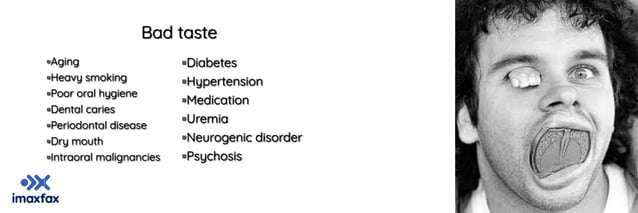 Bad taste
▫Aging
▫Heavy smoking
▫Poor oral hygiene
▫Dental caries
▫Periodontal disease
▫Dry mouth
▫Intraoral malignancies
▫Diabetes
▫Hypertension
▫Medication
▫Uremia
▫Neurogenic disorder
▫Psychosis
imaxfax